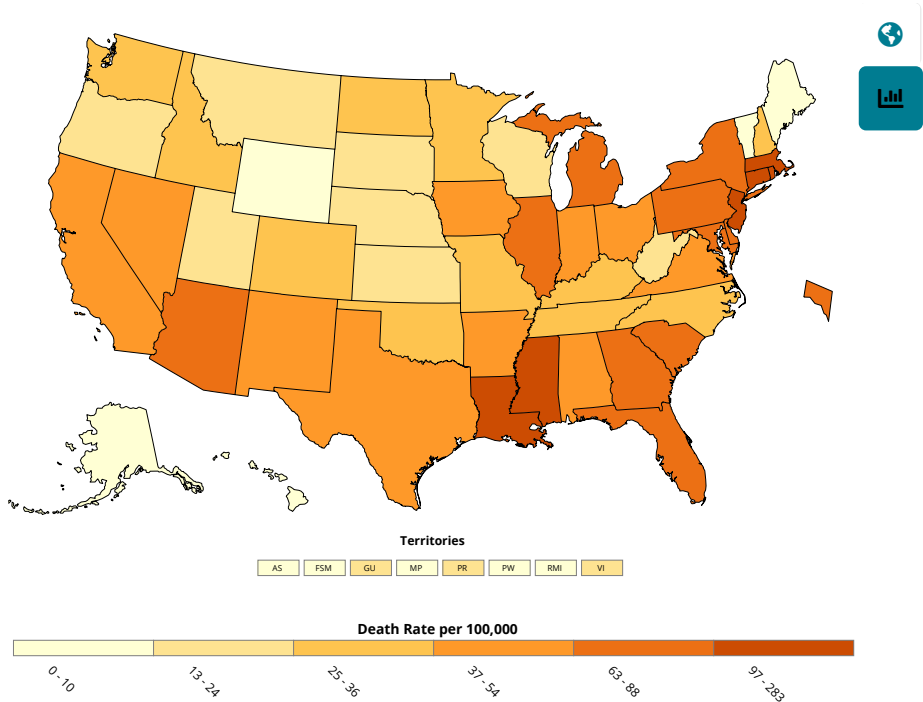 Territories
AS FSM GU MP PR PW RMI VI
Death Rate per 100,000
0 - 10 13 - 24 25 - 36 37 - 54 63 - 88 97 - 283